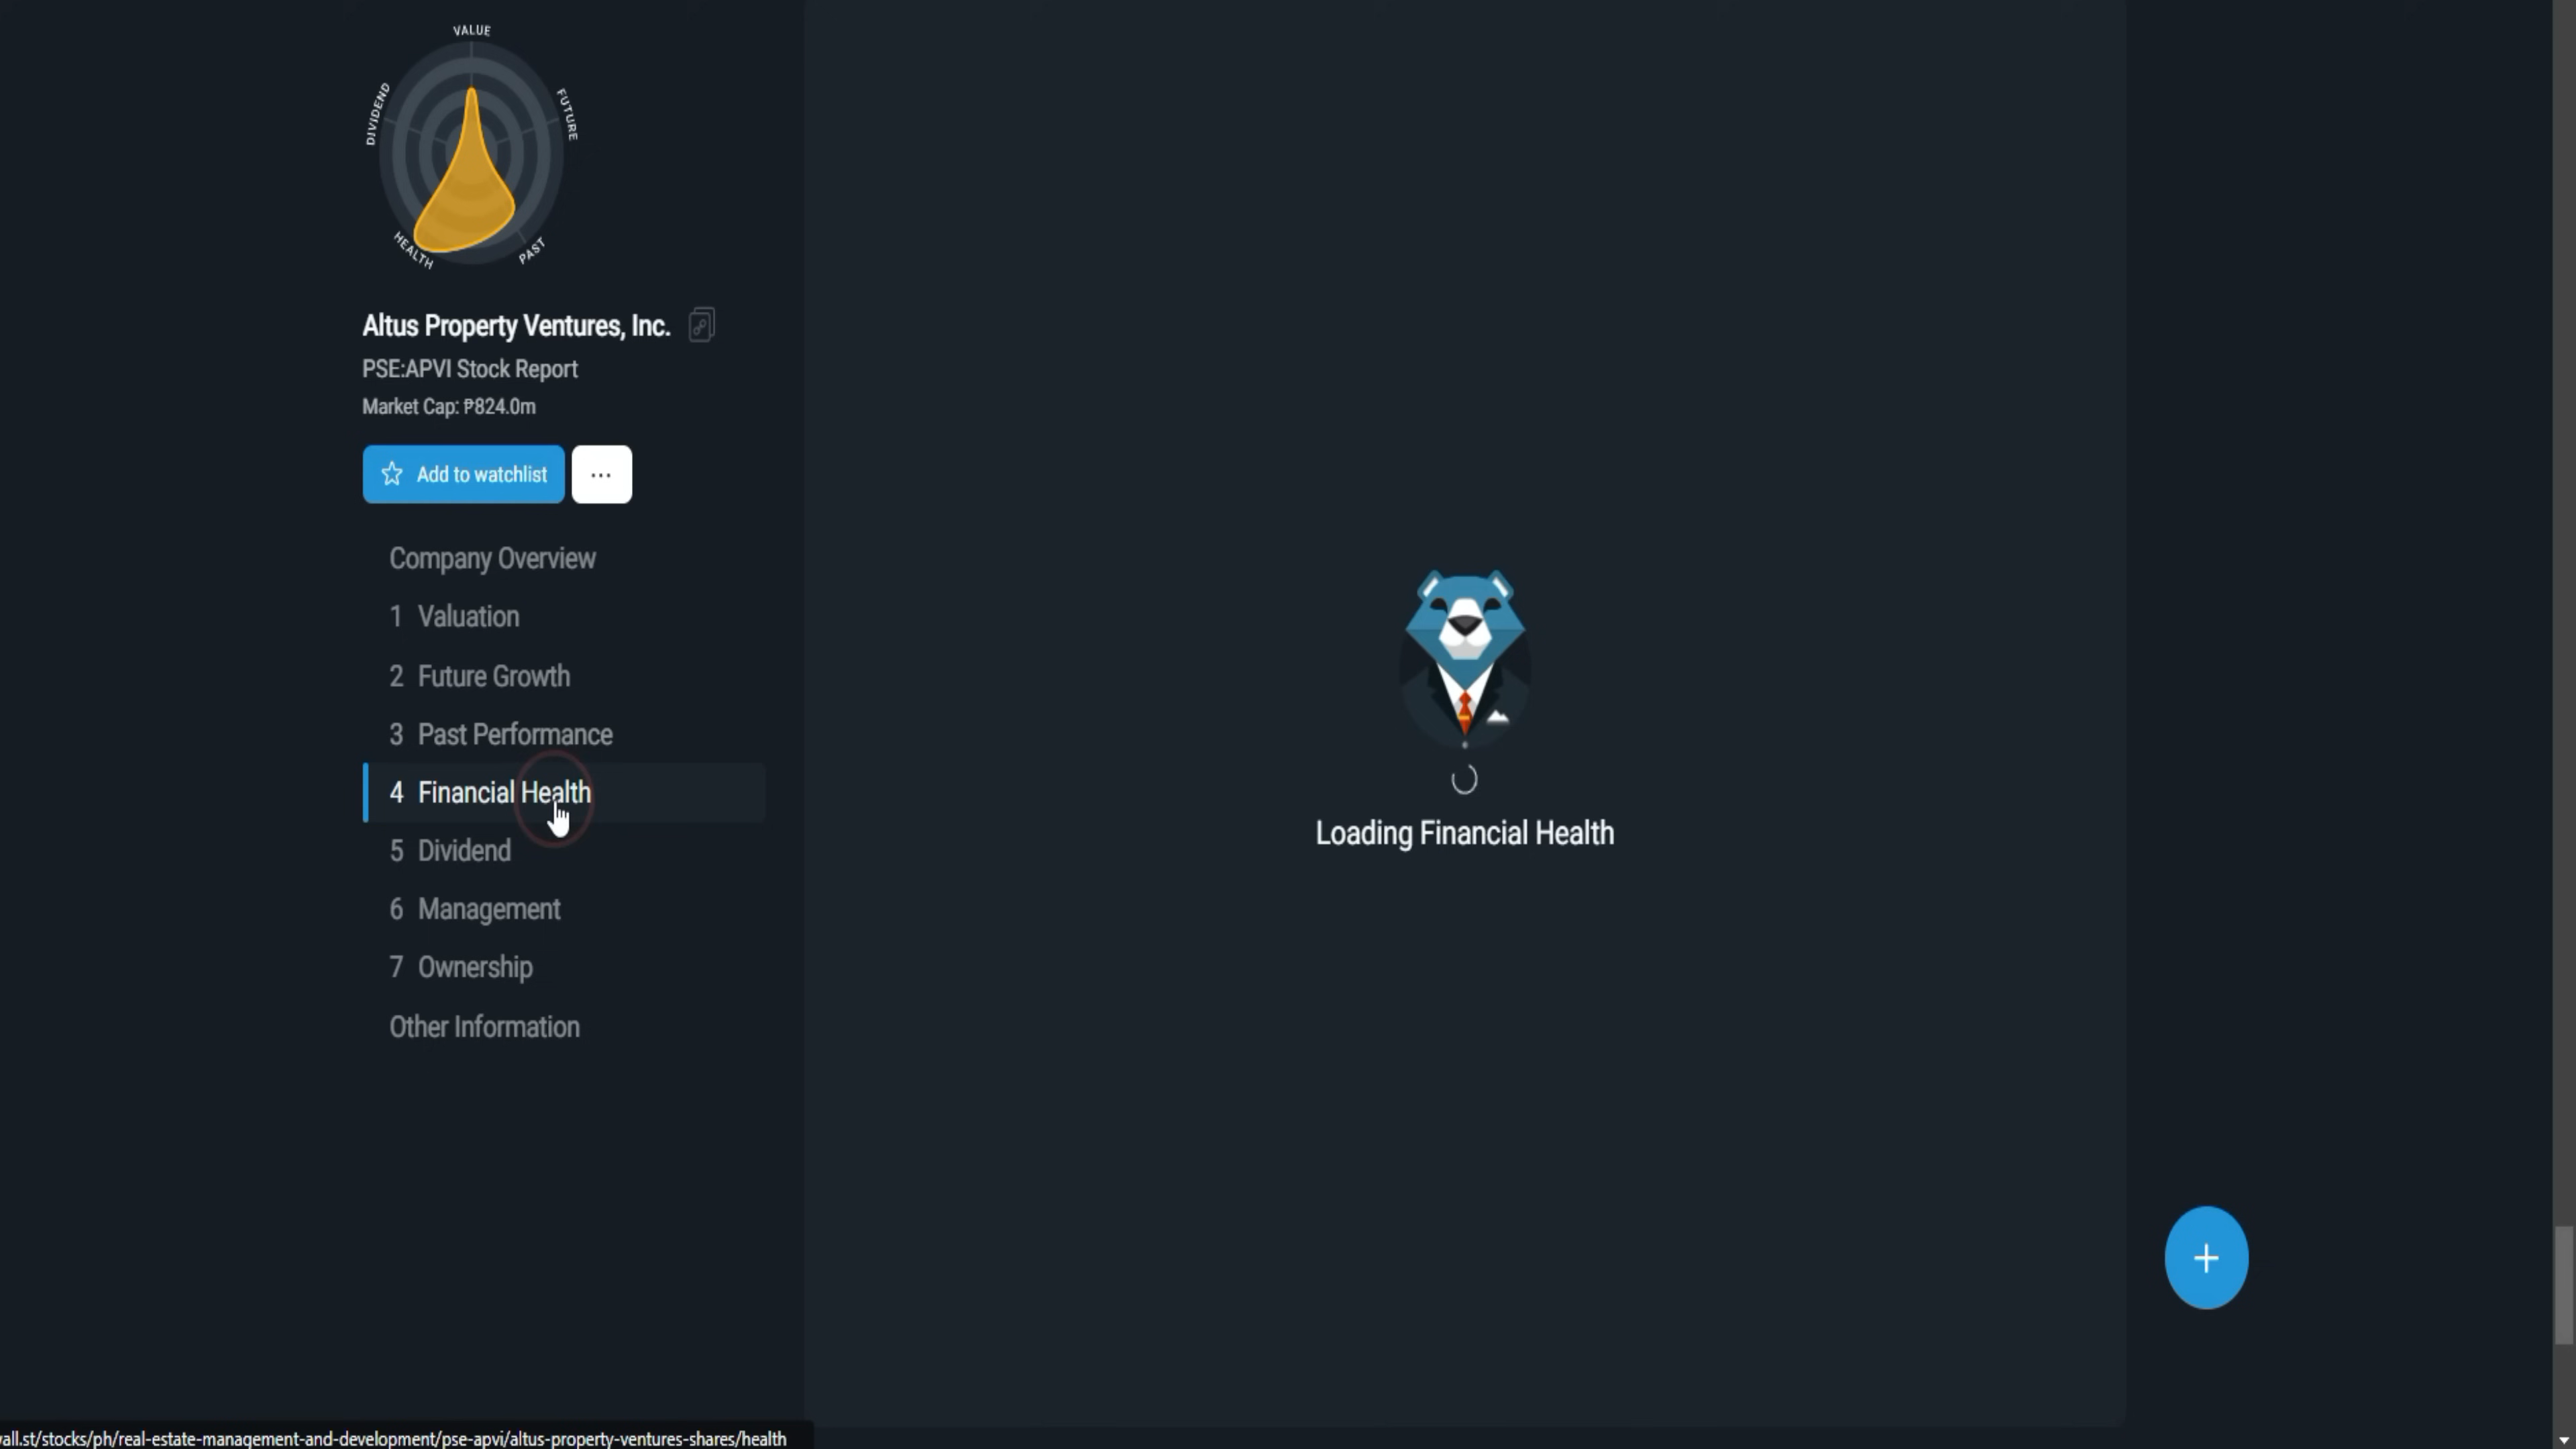 VALUE
FUTURE
DIVIDEND
HEALTH
PAST
Altus Property Ventures, Inc.
PSE:APVI Stock Report
Market Cap: ₱824.0m
Add to watchlist
...
Company Overview
1 Valuation
2 Future Growth
3 Past Performance
4 Financial Health
5 Dividend
6 Management
7 Ownership
Other Information
Loading Financial Health
+
wall.st/stocks/ph/real-estate-management-and-development/pse-apvi/altus-property-ventures-shares/health